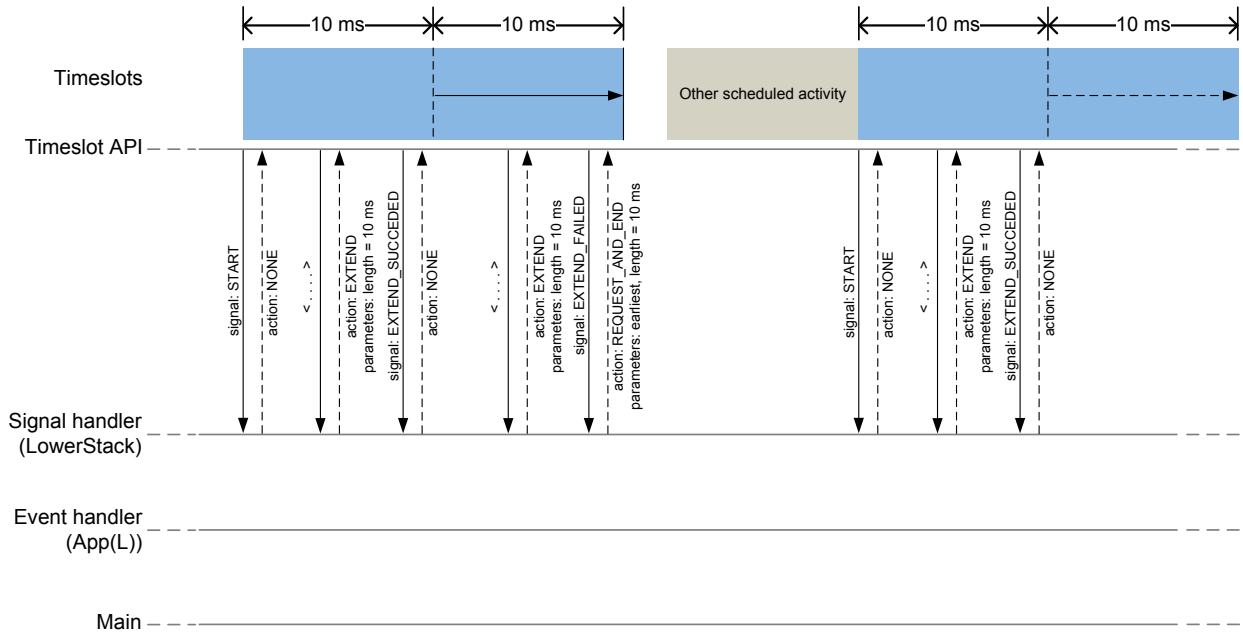 10 ms
10 ms
10 ms
10 ms
Timeslots
Other scheduled activity
Timeslot API
signal: START
action: NONE
< . . . . . >
action: EXTEND
parameters: length = 10 ms
signal: EXTEND_SUCCEDED
action: NONE
< . . . . . >
action: EXTEND
parameters: length = 10 ms
signal: EXTEND_FAILED
action: REQUEST_AND_END
parameters: earliest, length = 10 ms
signal: START
action: NONE
< . . . . . >
action: EXTEND
parameters: length = 10 ms
signal: EXTEND_SUCCEDED
action: NONE
Signal handler
(LowerStack)
Event handler
(App(L))
Main